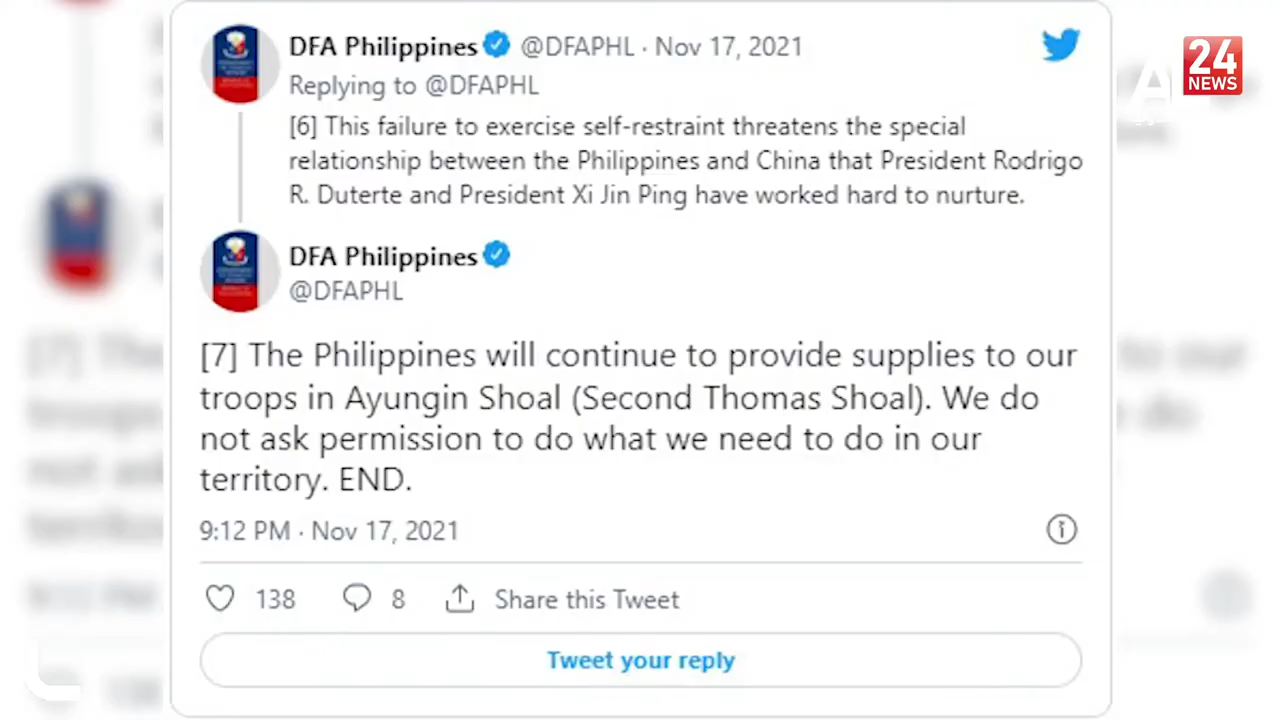 DFA Philippines @DFAPHL · Nov 17, 2021
Replying to @DFAPHL
[6] This failure to exercise self-restraint threatens the special
relationship between the Philippines and China that President Rodrigo
R. Duterte and President Xi Jin Ping have worked hard to nurture.
DFA Philippines
@DFAPHL
[7] The Philippines will continue to provide supplies to our
troops in Ayungin Shoal (Second Thomas Shoal). We do
not ask permission to do what we need to do in our
territory. END.
9:12 PM · Nov 17, 2021
138 8 Share this Tweet
Tweet your reply
24
NEWS